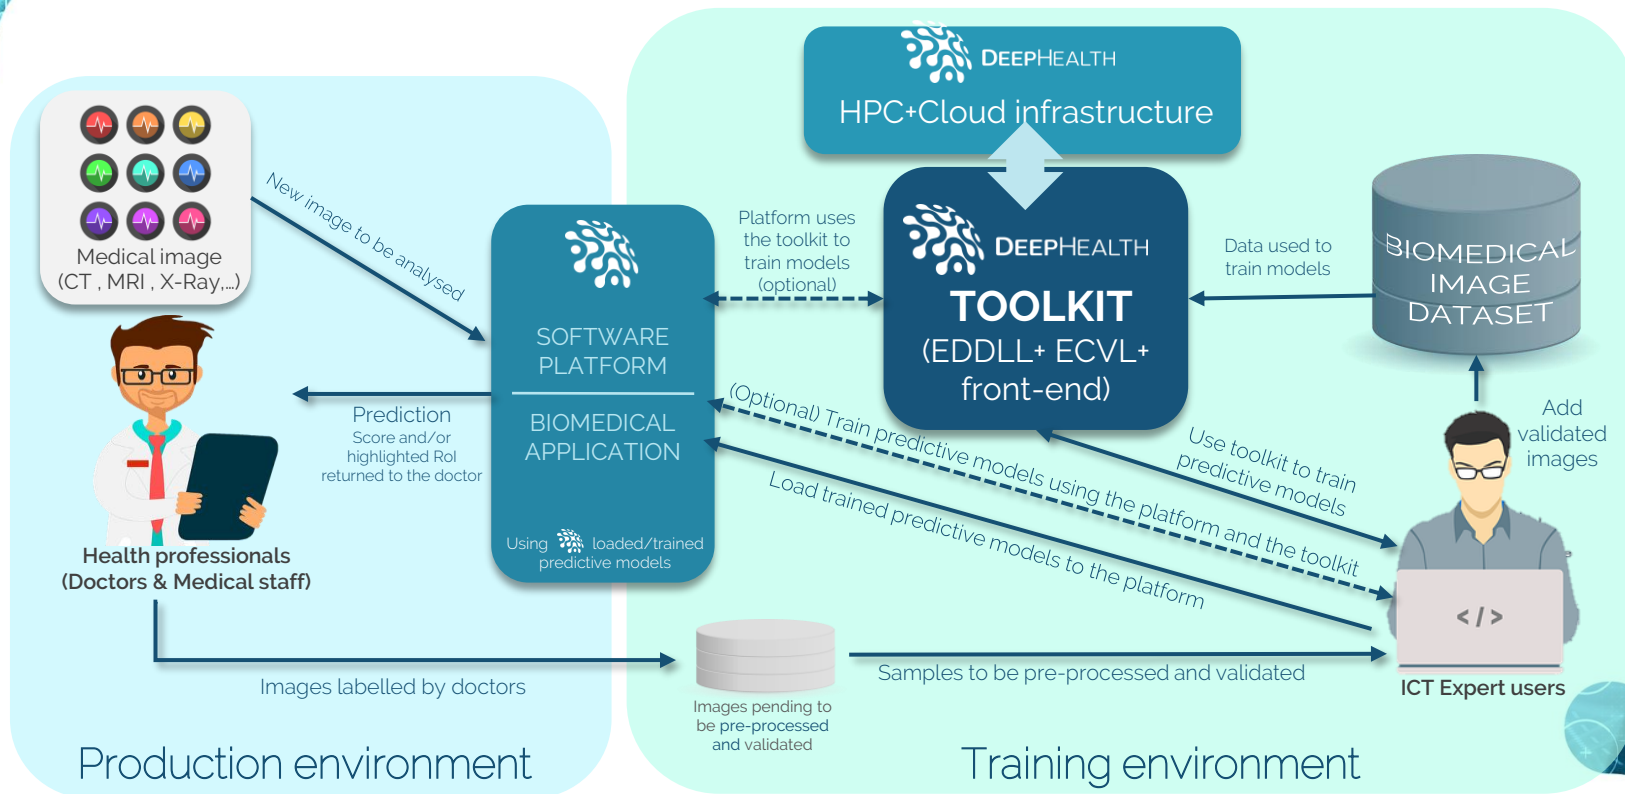 DEEPHEALTH
HPC+Cloud infrastructure
Medical image
(CT , MRI , X-Ray,...)
New image to be analysed
SOFTWARE
PLATFORM
BIOMEDICAL
APPLICATION
Using loaded/trained
predictive models
Platform uses
the toolkit to
train models
(optional)
DEEPHEALTH
TOOLKIT
(EDDLL+ ECVL+
front-end)
Data used to
train models
BIOMEDICAL
IMAGE
DATASET
Prediction
Score and/or
highlighted RoI
returned to the doctor
(Optional) Train predictive models using the platform and the toolkit
Load trained predictive models to the platform
Use toolkit to train
predictive models
Add
validated
images
Health professionals
(Doctors & Medical staff)
</>
ICT Expert users
Images labelled by doctors
Images pending to
be pre-processed
and validated
Samples to be pre-processed and validated
Production environment
Training environment